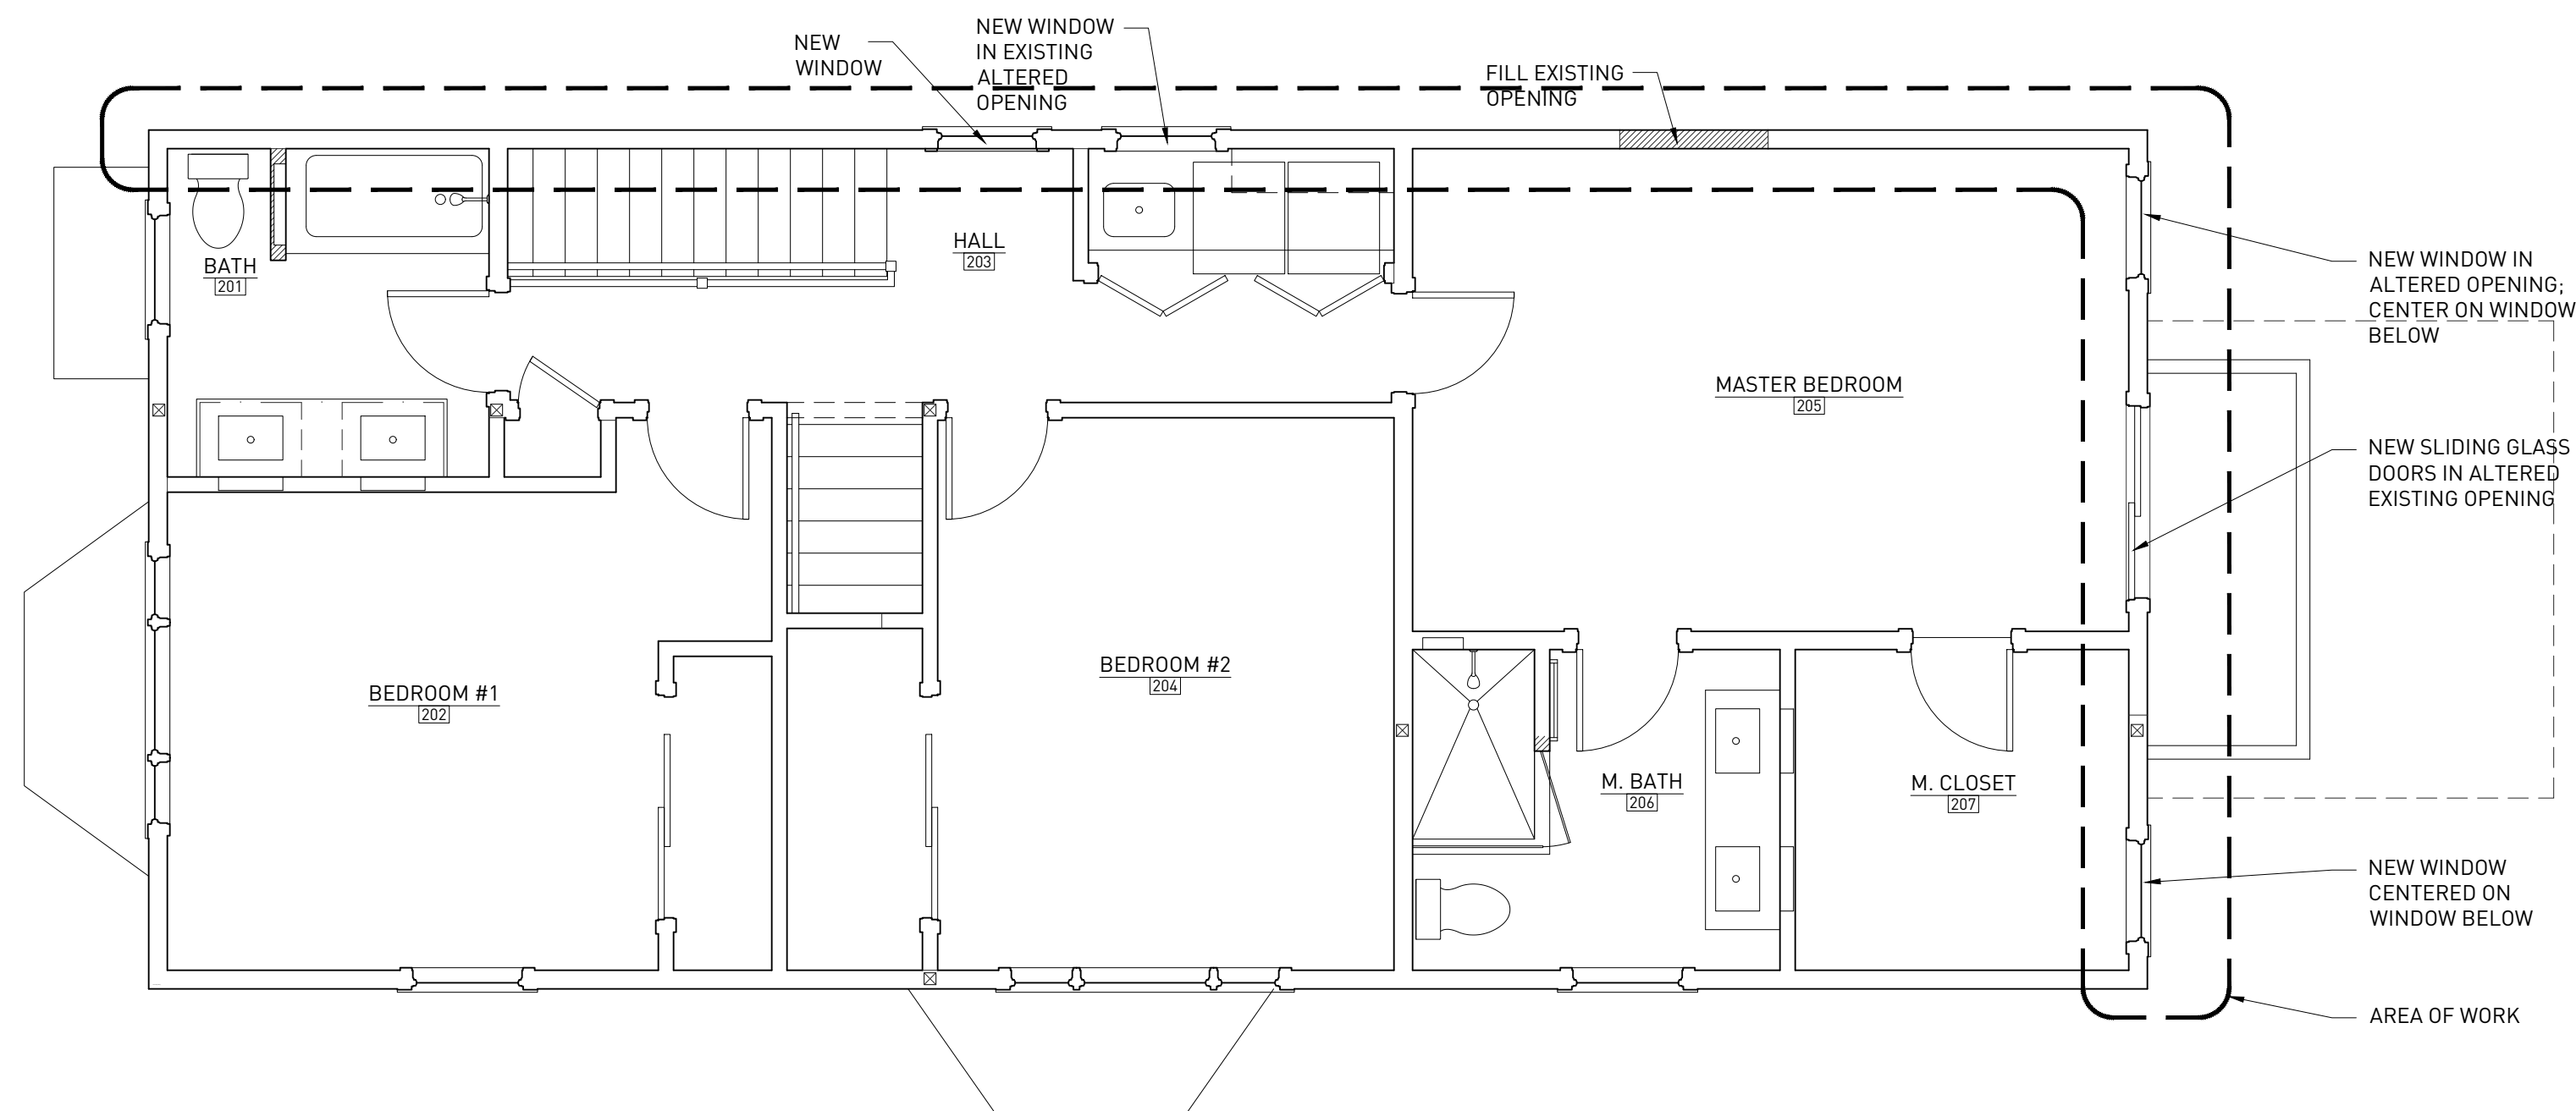 NEW
WINDOW
NEW WINDOW
IN EXISTING
ALTERED
OPENING
FILL EXISTING
OPENING
BATH
201
HALL
203
NEW WINDOW IN
ALTERED OPENING;
CENTER ON WINDOW
BELOW
MASTER BEDROOM
205
NEW SLIDING GLASS
DOORS IN ALTERED
EXISTING OPENING
BEDROOM #1
202
BEDROOM #2
204
M. BATH
206
M. CLOSET
207
NEW WINDOW
CENTERED ON
WINDOW BELOW
AREA OF WORK